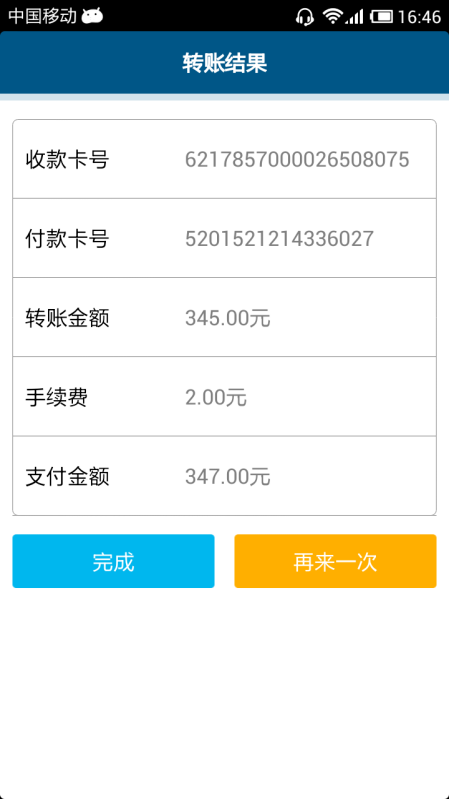 中国移动 16:46
转账结果
收款卡号 6217857000026508075
付款卡号 5201521214336027
转账金额 345.00元
手续费 2.00元
支付金额 347.00元
完成 再来一次